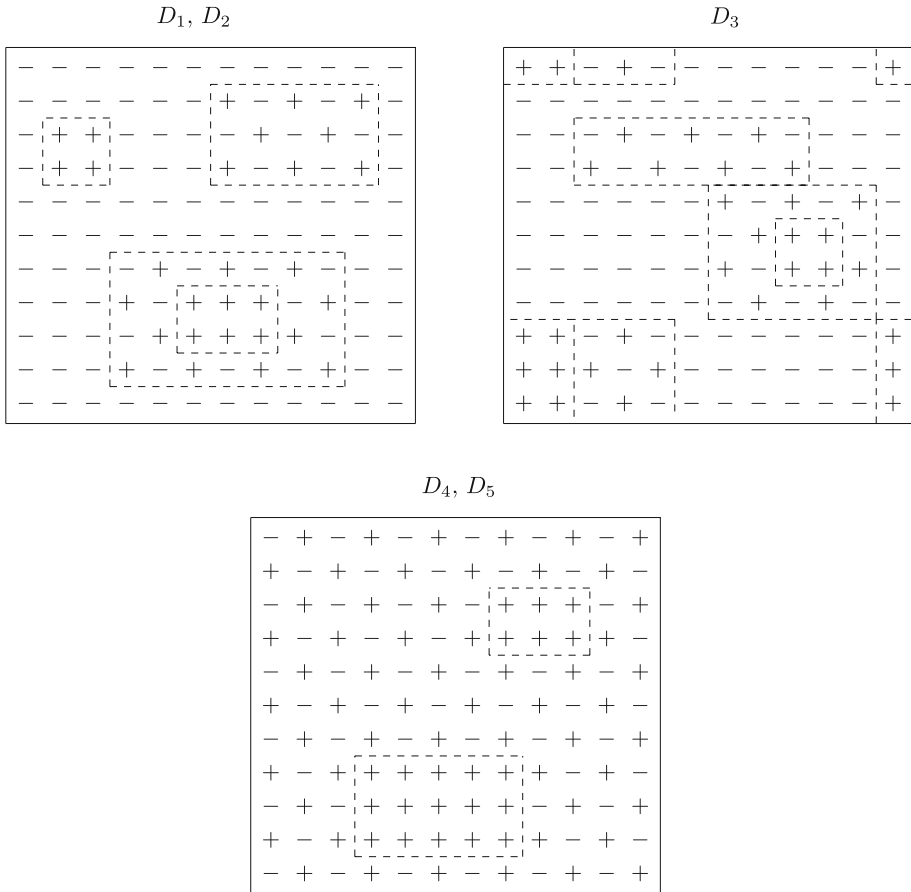 D₁, D₂
− − − − − − − − − − − −
− − − − − − + − + − + −
− + + − − − − + − + − −
− + + − − − + − + − + −
− − − − − − − − − − − −
− − − − − − − − − − − −
− − − − + − + − + − − −
− − − + − + + + − + − −
− − − − + + + + + − − −
− − − + − + − + − + − −
− − − − − − − − − − − −
D₃
+ + − + − − − − − − − +
− − − − − − − − − − − −
− − − + − + − + − − − −
− − + − + − + − + − − −
− − − − − − + − + − + −
− − − − − − − + + + − −
− − − − − − + − + + + −
− − − − − − − + − + − −
+ + − + − − − − − − − +
+ + + − + − − − − − − +
+ + − + − − − − − − − +
D₄, D₅
− + − + − + − + − + − +
+ − + − + − + − + − + −
− + − + − + − + + + − +
+ − + − + − + + + + + −
− + − + − + − + − + − +
+ − + − + − + − + − + −
− + − + − + − + − + − +
+ − + + + + + + + − + −
− + − + + + + + − + − +
+ − + + + + + + + − + −
− + − + − + − + − + − +